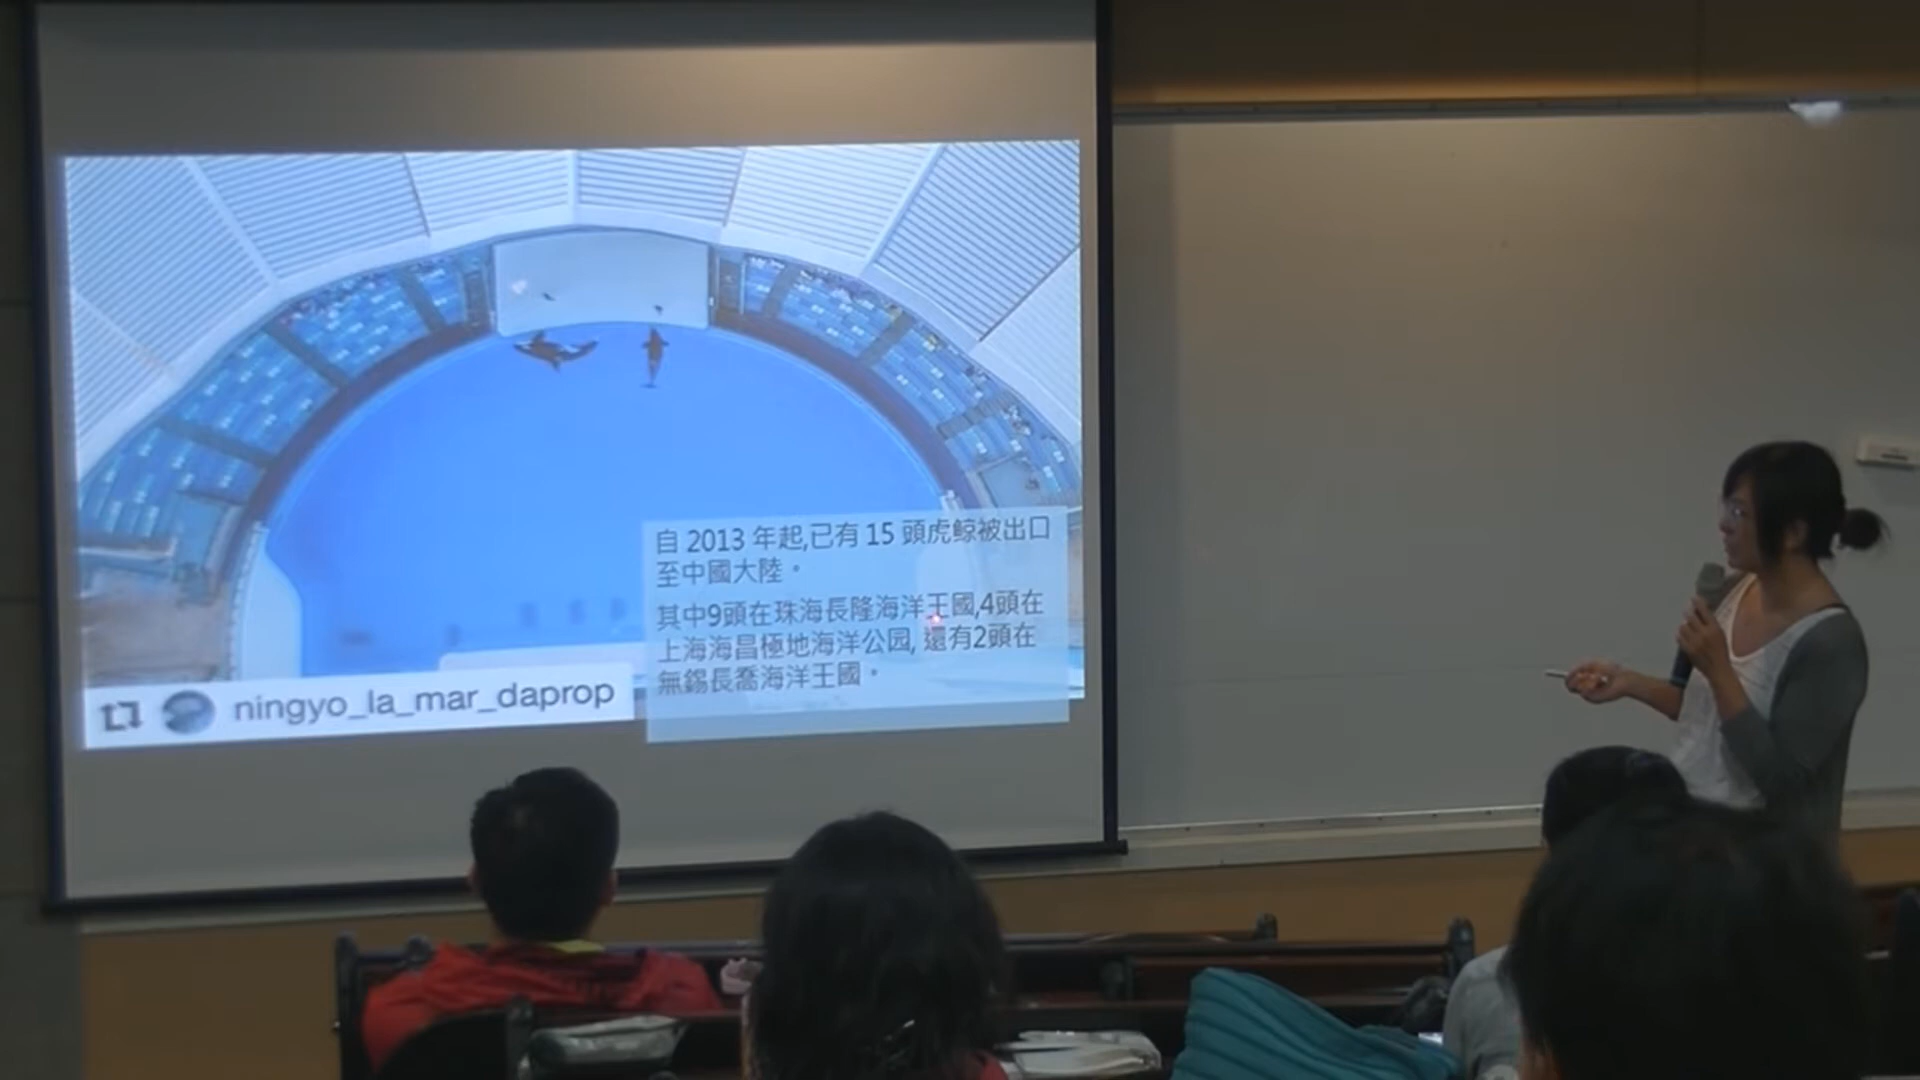 自 2013 年起,已有 15 頭虎鯨被出口
至中國大陸。
其中9頭在珠海長隆海洋王國,4頭在
上海海昌極地海洋公园, 還有2頭在
無錫長喬海洋王國。
ningyo_la_mar_daprop